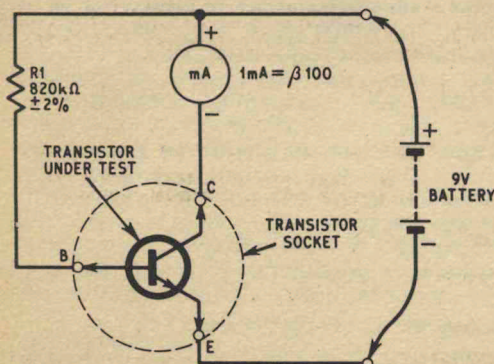 R1
820kΩ
±2%
+
mA
1mA = β100
−
TRANSISTOR
UNDER TEST
C
TRANSISTOR
SOCKET
B
E
+
9V
BATTERY
−